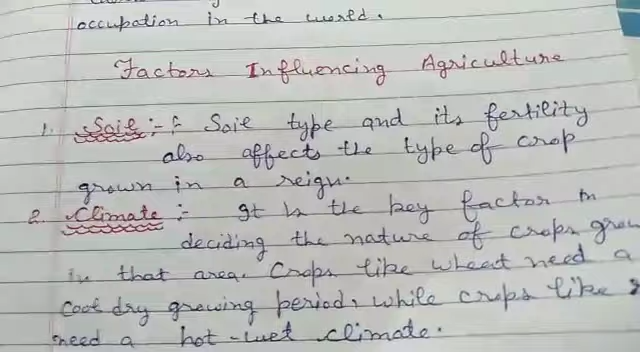 occupation in the world.
Factors Influencing Agriculture
1. Soil :- Soil type and its fertility
also affects the type of crop
grown in a reign.
2. Climate :- It is the key factor in
deciding the nature of crops grow
in that area. Crops like wheat need a
cool dry growing period, while crops like
need a hot-wet climate.